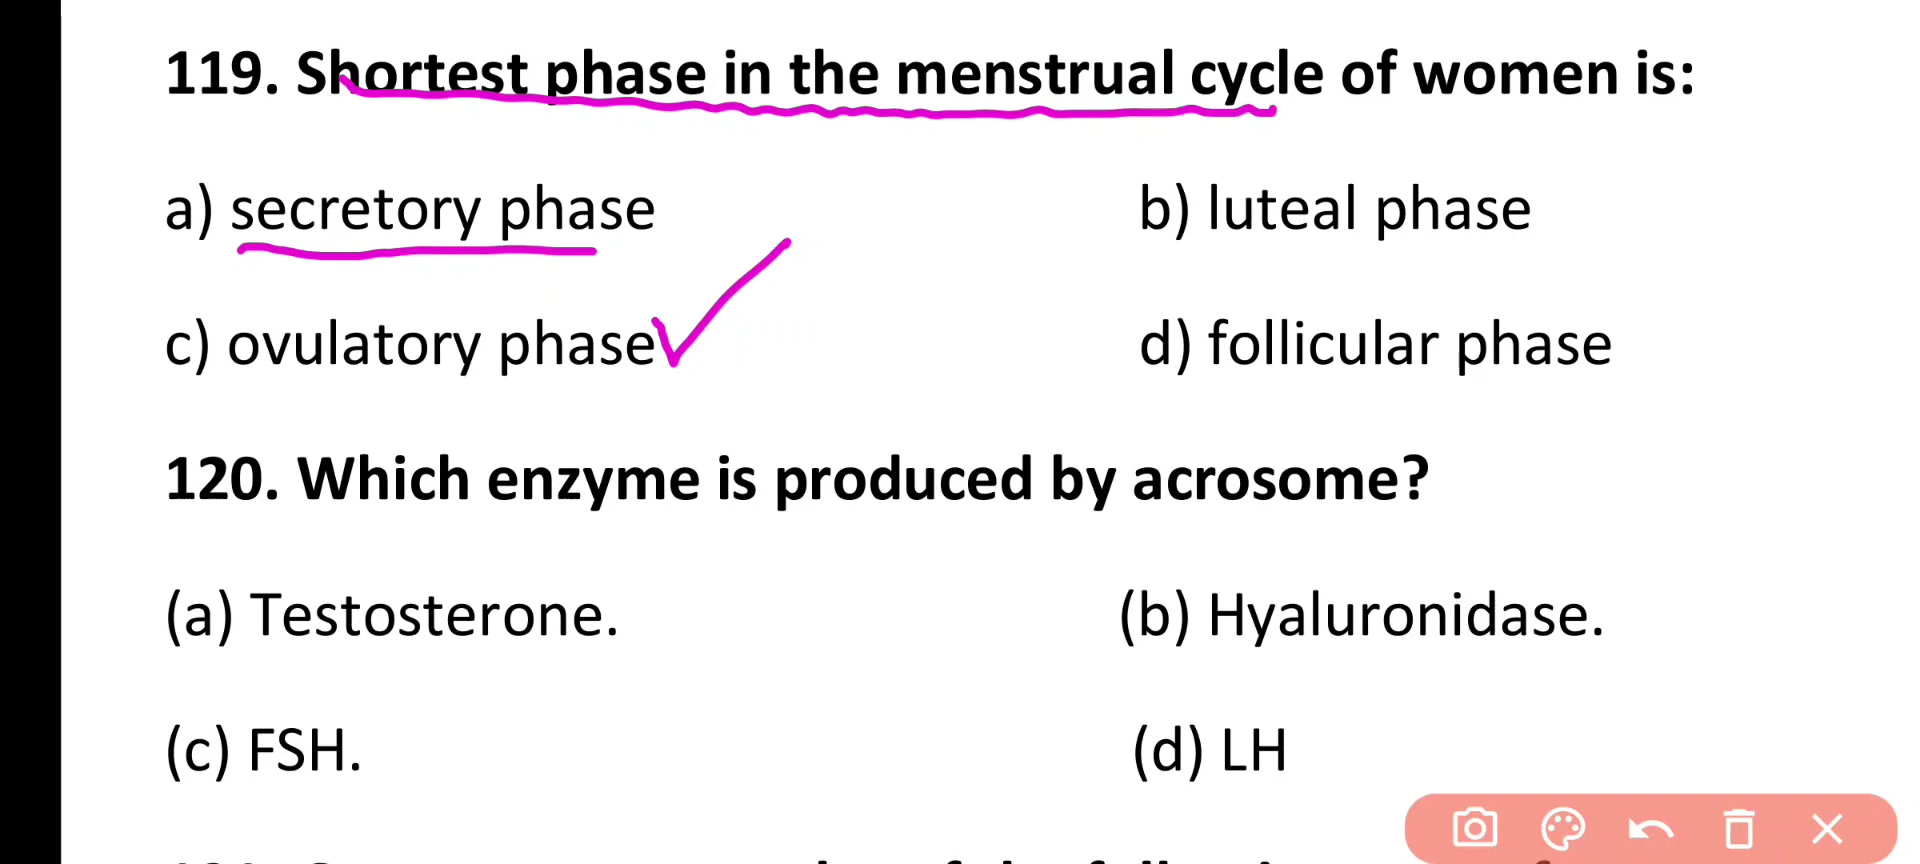 119. Shortest phase in the menstrual cycle of women is:
a) secretory phase b) luteal phase
c) ovulatory phase d) follicular phase
120. Which enzyme is produced by acrosome?
(a) Testosterone. (b) Hyaluronidase.
(c) FSH. (d) LH